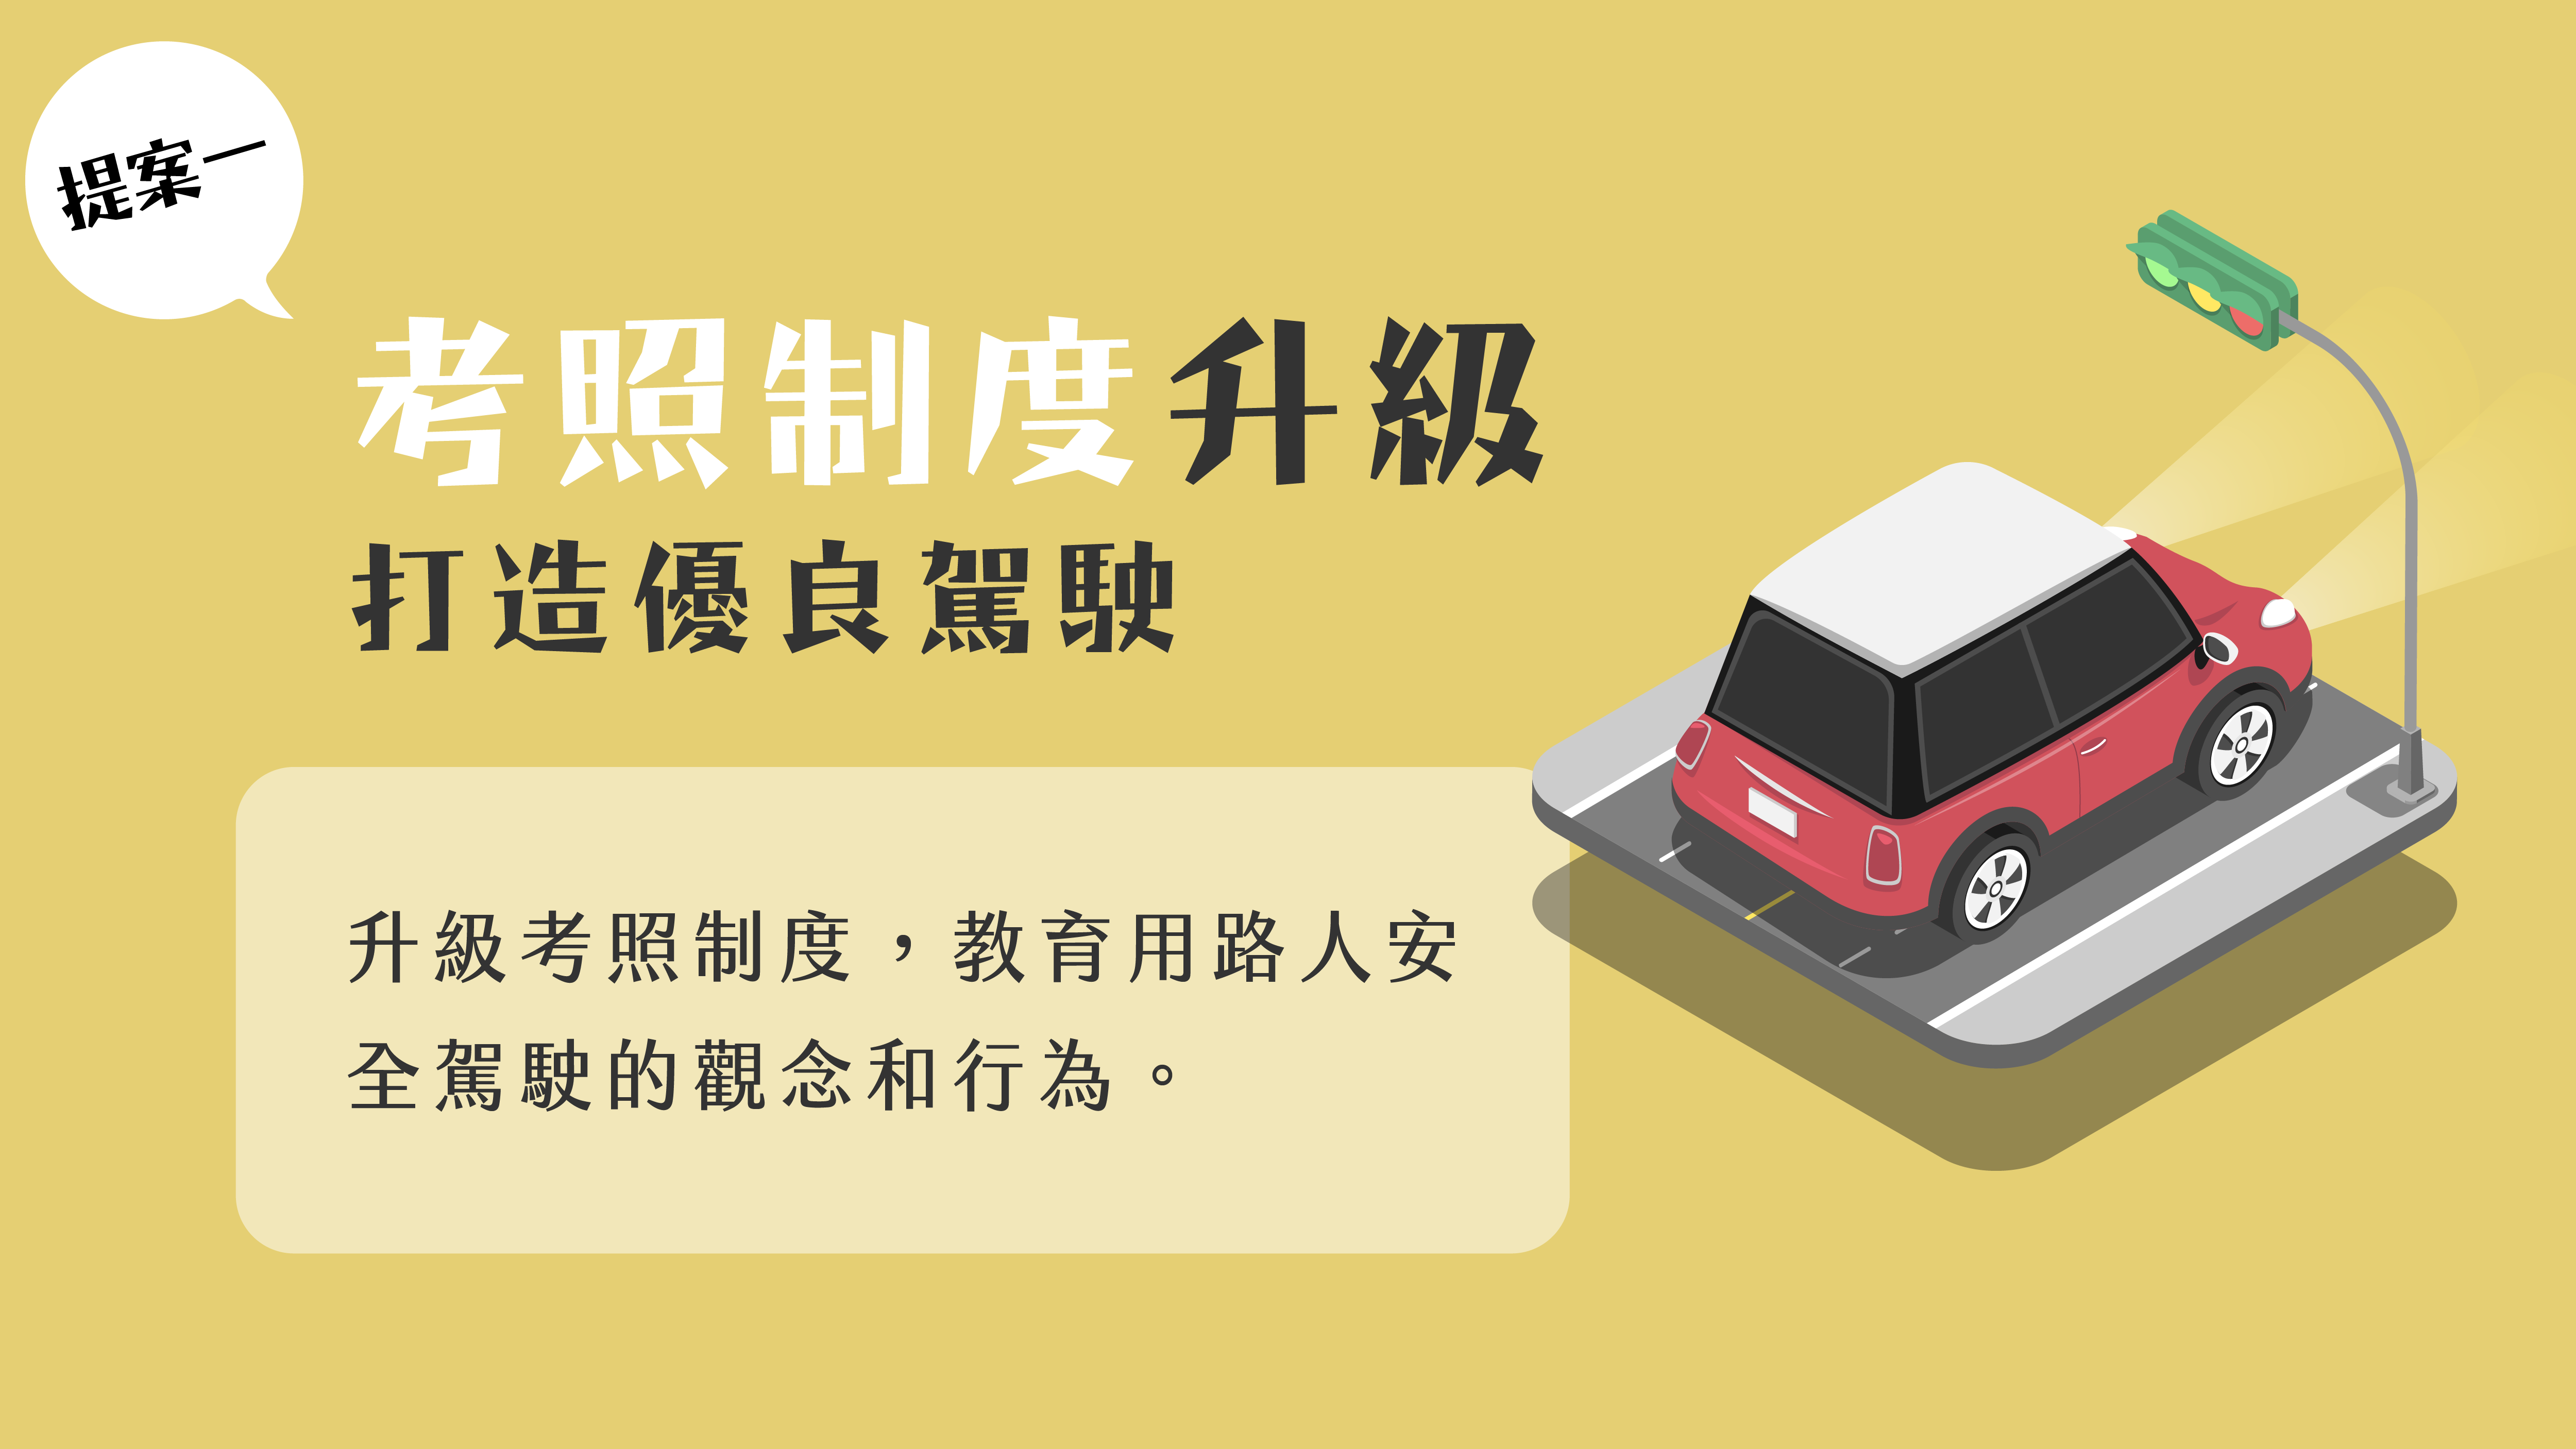 提案一
考照制度升級
打造優良駕駛
升級考照制度，教育用路人安
全駕駛的觀念和行為。